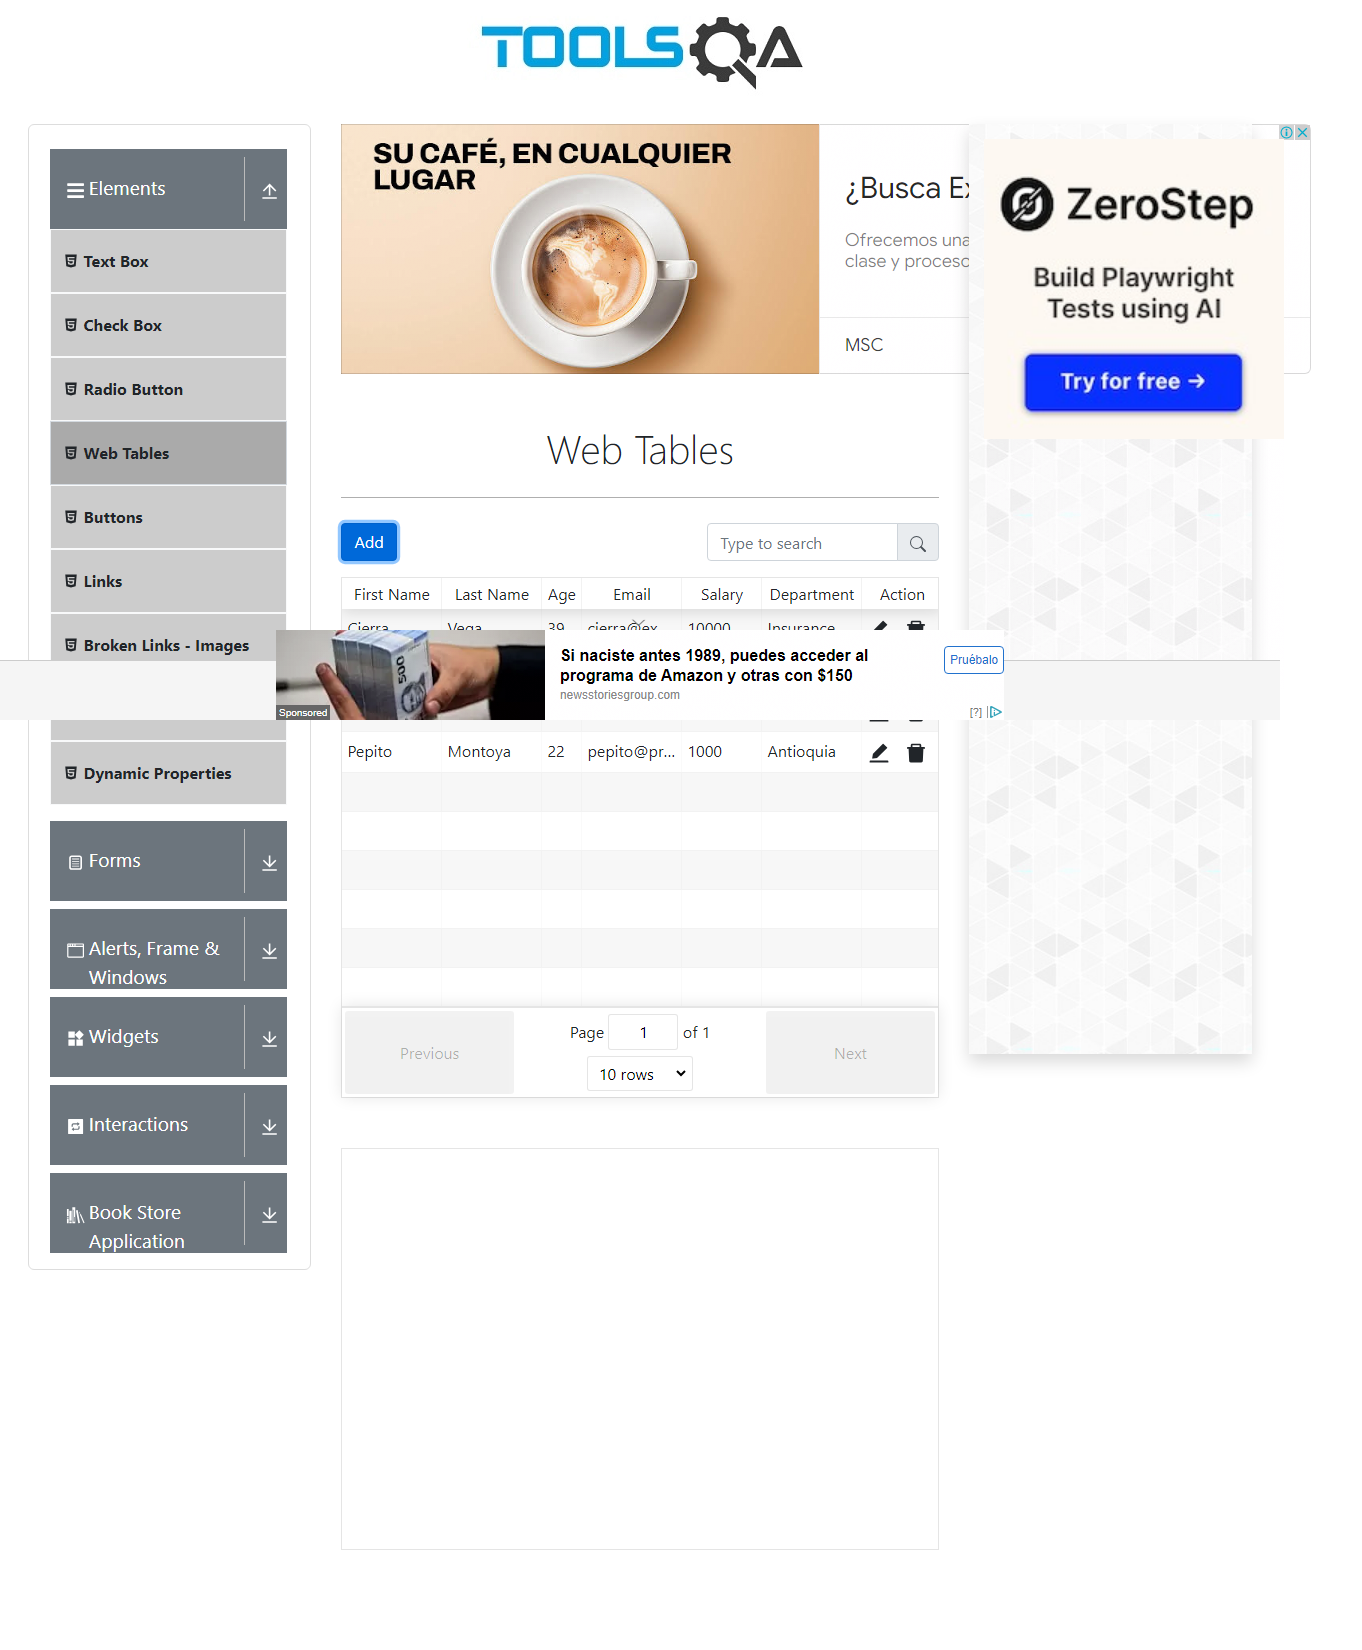 TOOLSQA
Elements
Text Box
Check Box
Radio Button
Web Tables
Buttons
Links
Broken Links - Images
Dynamic Properties
Forms
Alerts, Frame &
Windows
Widgets
Interactions
Book Store
Application
SU CAFÉ, EN CUALQUIER
LUGAR
¿Busca Ex
Ofrecemos una
clase y proceso
MSC
ZeroStep
Build Playwright
Tests using AI
Try for free →
Web Tables
Add
Type to search
First Name Last Name Age Email Salary Department Action
Cierra Vega 39 cierra@ex... 10000 Insurance
500
Sponsored
Si naciste antes 1989, puedes acceder al
programa de Amazon y otras con $150
newsstoriesgroup.com
Pruébalo
[?]
Pepito Montoya 22 pepito@pr... 1000 Antioquia
Previous
Page 1 of 1
10 rows
Next